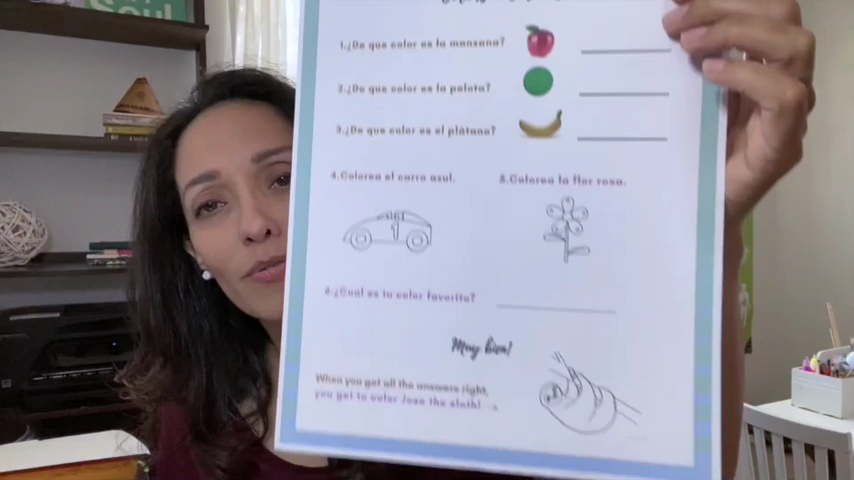 Soul
1.¿De que color es la mansana?
2.¿De que color es la pelota?
3.¿De que color es el plátano?
4.Colorea el carro azul.
5.Colorea la flor rosa.
6.¿Cual es tu color favorito?
Muy bien!
When you get all the answers right,
you get to color Jose the sloth!